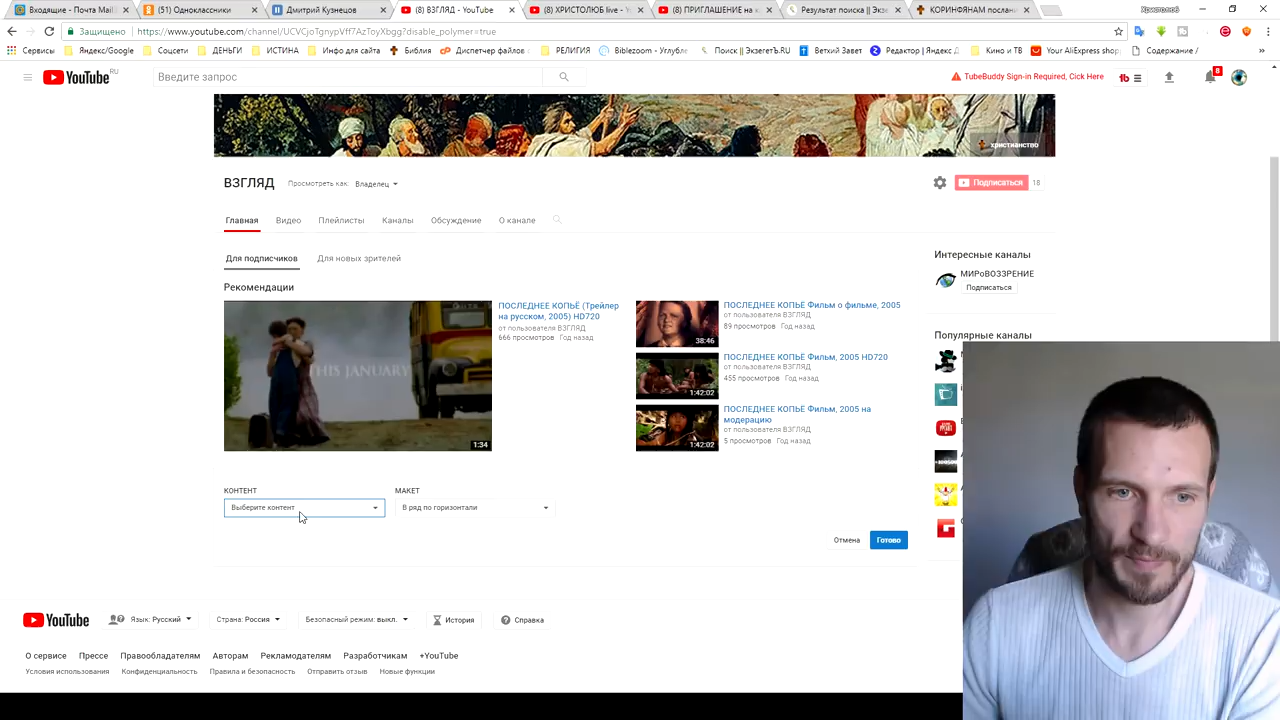 Входящие - Почта Mail
(51) Одноклассники
Дмитрий Кузнецов
(8) ВЗГЛЯД - YouTube
(8) ХРИСТОЛЮБ live -
(8) ПРИГЛАШЕНИЕ на к
Результат поиска || Экзе
КОРИНФЯНАМ послан
Христолюб
Защищено
https://www.youtube.com/channel/UCVCjoTgnypVff7AzToyXbgg?disable_polymer=true
Сервисы
Яндекс/Google
Соцсети
ДЕНЬГИ
ИСТИНА
Инфо для сайта
Библия
Диспетчер файлов
РЕЛИГИЯ
Biblezoom - Углубле
Поиск || ЭкзегетЪ.RU
Ветхий Завет
Редактор | Яндекс Д
Кино и ТВ
Your AliExpress shop
Содержание /
YouTube RU
Введите запрос
TubeBuddy Sign-in Required, Click Here
tb
8
христианство
ВЗГЛЯД
Просмотреть как:
Владелец
Подписаться
18
Главная
Видео
Плейлисты
Каналы
Обсуждение
О канале
Для подписчиков
Для новых зрителей
Рекомендации
THIS JANUARY
1:34
ПОСЛЕДНЕЕ КОПЬЁ (Трейлер
на русском, 2005) HD720
от пользователя ВЗГЛЯД
666 просмотров Год назад
38:46
ПОСЛЕДНЕЕ КОПЬЁ Фильм о фильме, 2005
от пользователя ВЗГЛЯД
89 просмотров Год назад
1:42:02
ПОСЛЕДНЕЕ КОПЬЁ Фильм, 2005 HD720
от пользователя ВЗГЛЯД
455 просмотров Год назад
1:42:02
ПОСЛЕДНЕЕ КОПЬЁ Фильм, 2005 на
модерацию
от пользователя ВЗГЛЯД
5 просмотров Год назад
Интересные каналы
МИРоВОЗЗРЕНИЕ
Подписаться
Популярные каналы
КОНТЕНТ
МАКЕТ
Выберите контент
В ряд по горизонтали
Отмена
Готово
YouTube
Язык: Русский
Страна: Россия
Безопасный режим: выкл.
История
Справка
О сервисе
Прессе
Правообладателям
Авторам
Рекламодателям
Разработчикам
+YouTube
Условия использования
Конфиденциальность
Правила и безопасность
Отправить отзыв
Новые функции